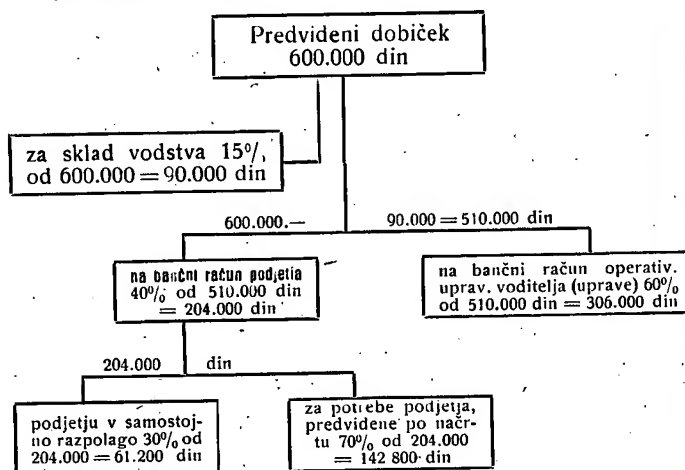 Predvideni dobiček
600.000 din
za sklad vodstva 15%,
od 600.000 = 90.000 din
600.000.— 90.000 = 510.000 din
na bančni račun podjetja
40% od 510.000 din
= 204.000 din
na bančni račun operativ.
uprav. voditelja (uprave) 60%
od 510.000 din = 306.000 din
204.000 din
podjetju v samostoj-
no razpolago 30% od
204.000 = 61.200 din
za potrebe podjetja,
predvidene po načr-
tu 70% od 204.000
= 142 800 din